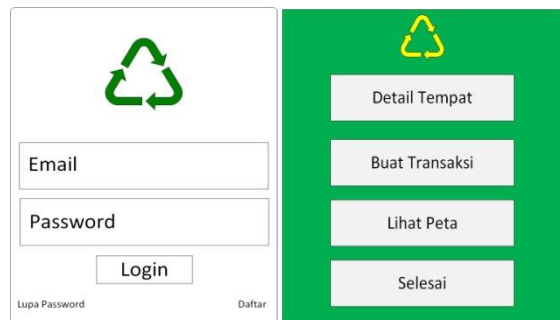 Email
Password
Login
Lupa Password
Daftar
Detail Tempat
Buat Transaksi
Lihat Peta
Selesai